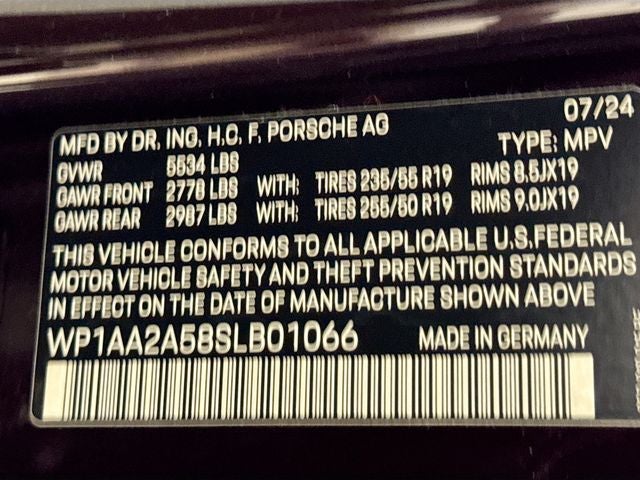 07/24
MFD BY DR. ING. H.C. F. PORSCHE AG
TYPE: MPV
GVWR 5534 LBS
GAWR FRONT 2778 LBS WITH: TIRES 235/55 R19 RIMS 8.5JX19
GAWR REAR 2987 LBS WITH: TIRES 255/50 R19 RIMS 9.0JX19
THIS VEHICLE CONFORMS TO ALL APPLICABLE U.S.FEDERAL
MOTOR VEHICLE SAFETY AND THEFT PREVENTION STANDARDS
IN EFFECT ON THE DATE OF MANUFACTURE SHOWN ABOVE
WP1AA2A58SLB01066 MADE IN GERMANY